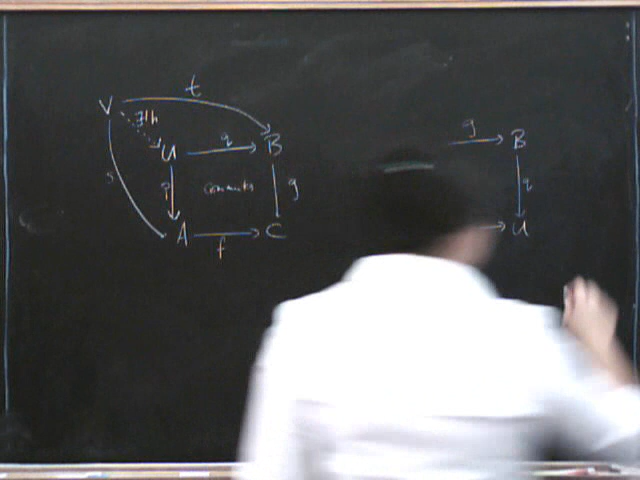 t
V ∃!h
g B
U q B
s p commutes g q
U
A f C